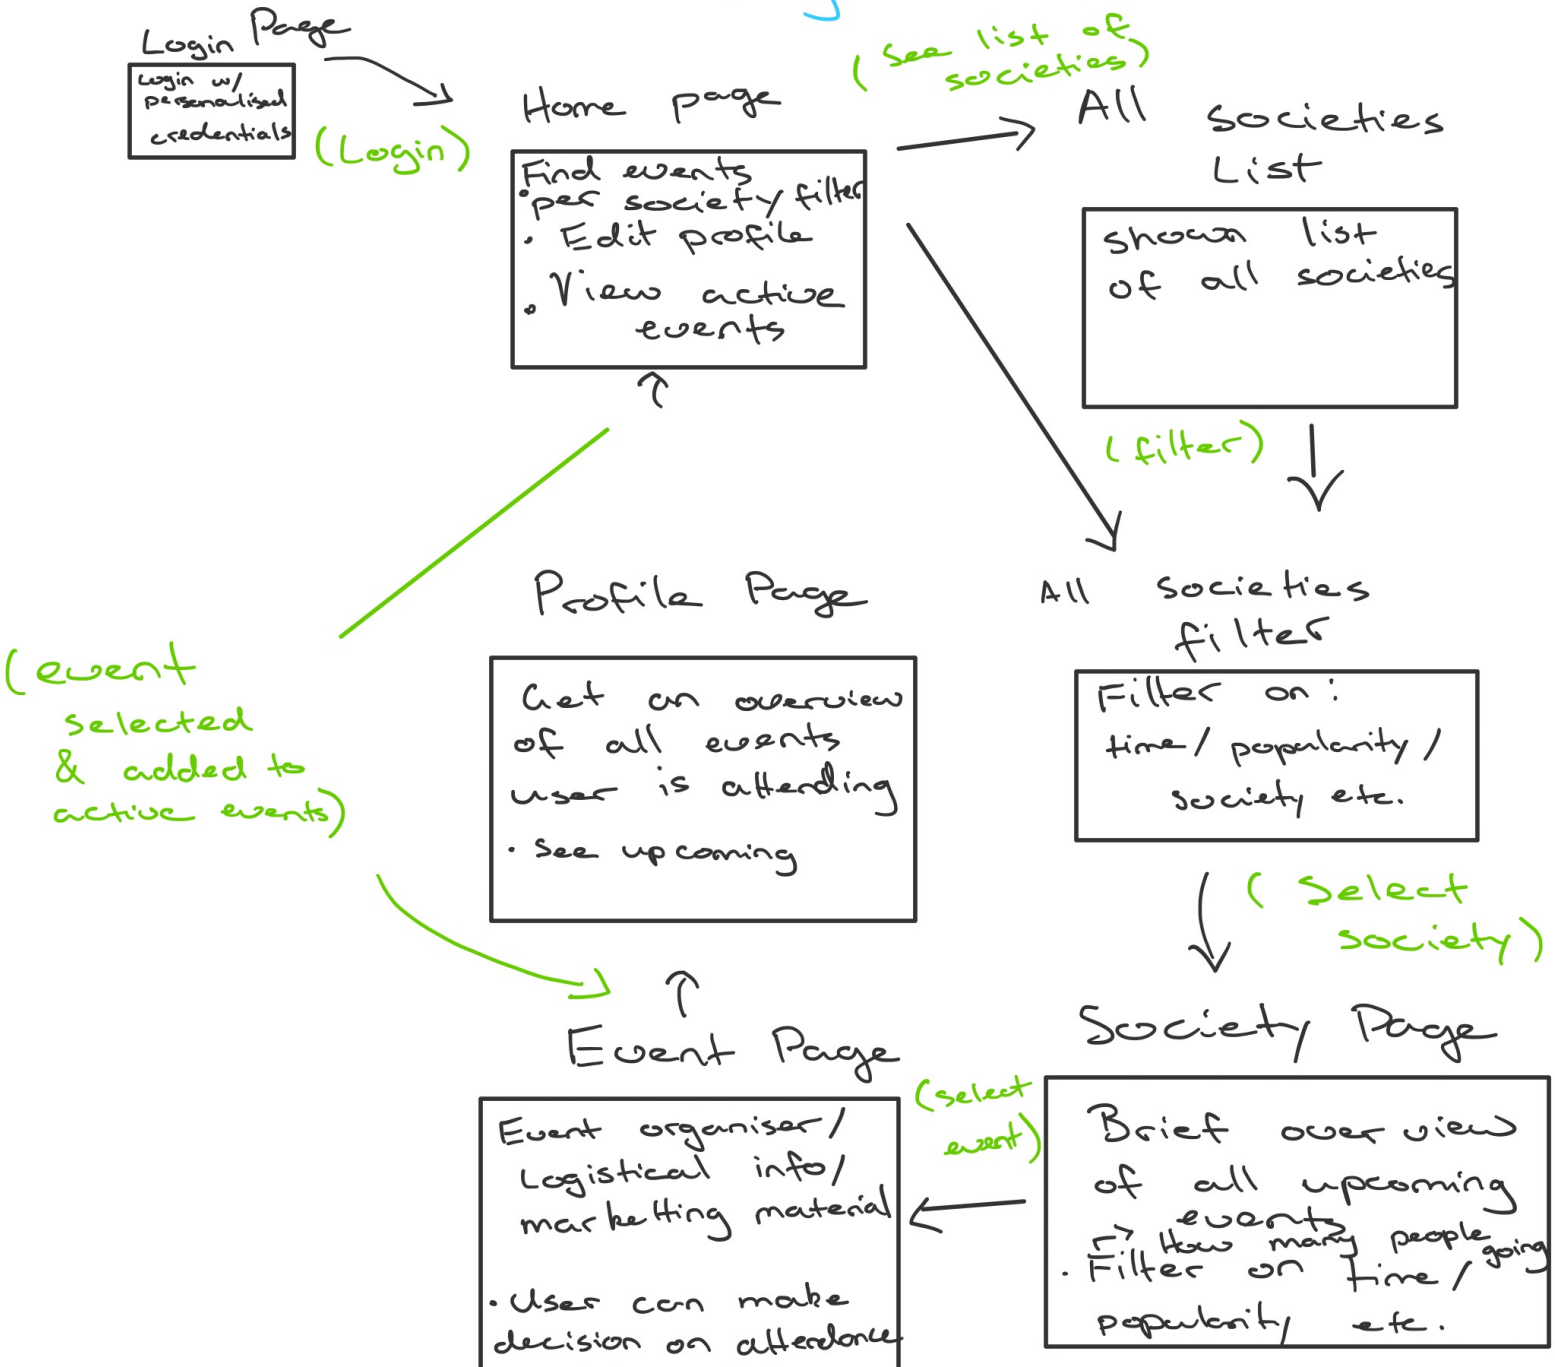 Login Page
Login w/
personalised
credentials
(Login)
Home page
Find events
• per society/filter
• Edit profile
• View active
events
(see list of
societies)
All societies
List
shown list
of all societies
(filter)
All societies
filter
Filter on:
time/ popularity/
society etc.
(select
society)
Society Page
Brief overview
of all upcoming
events
↳ How many people going
• Filter on time/
popularity etc.
(select
event)
Event Page
Event organiser/
Logistical info/
marketting material
• User can make
decision on attendance
Profile Page
Get an overview
of all events
user is attending
• See upcoming
(event
selected
& added to
active events)